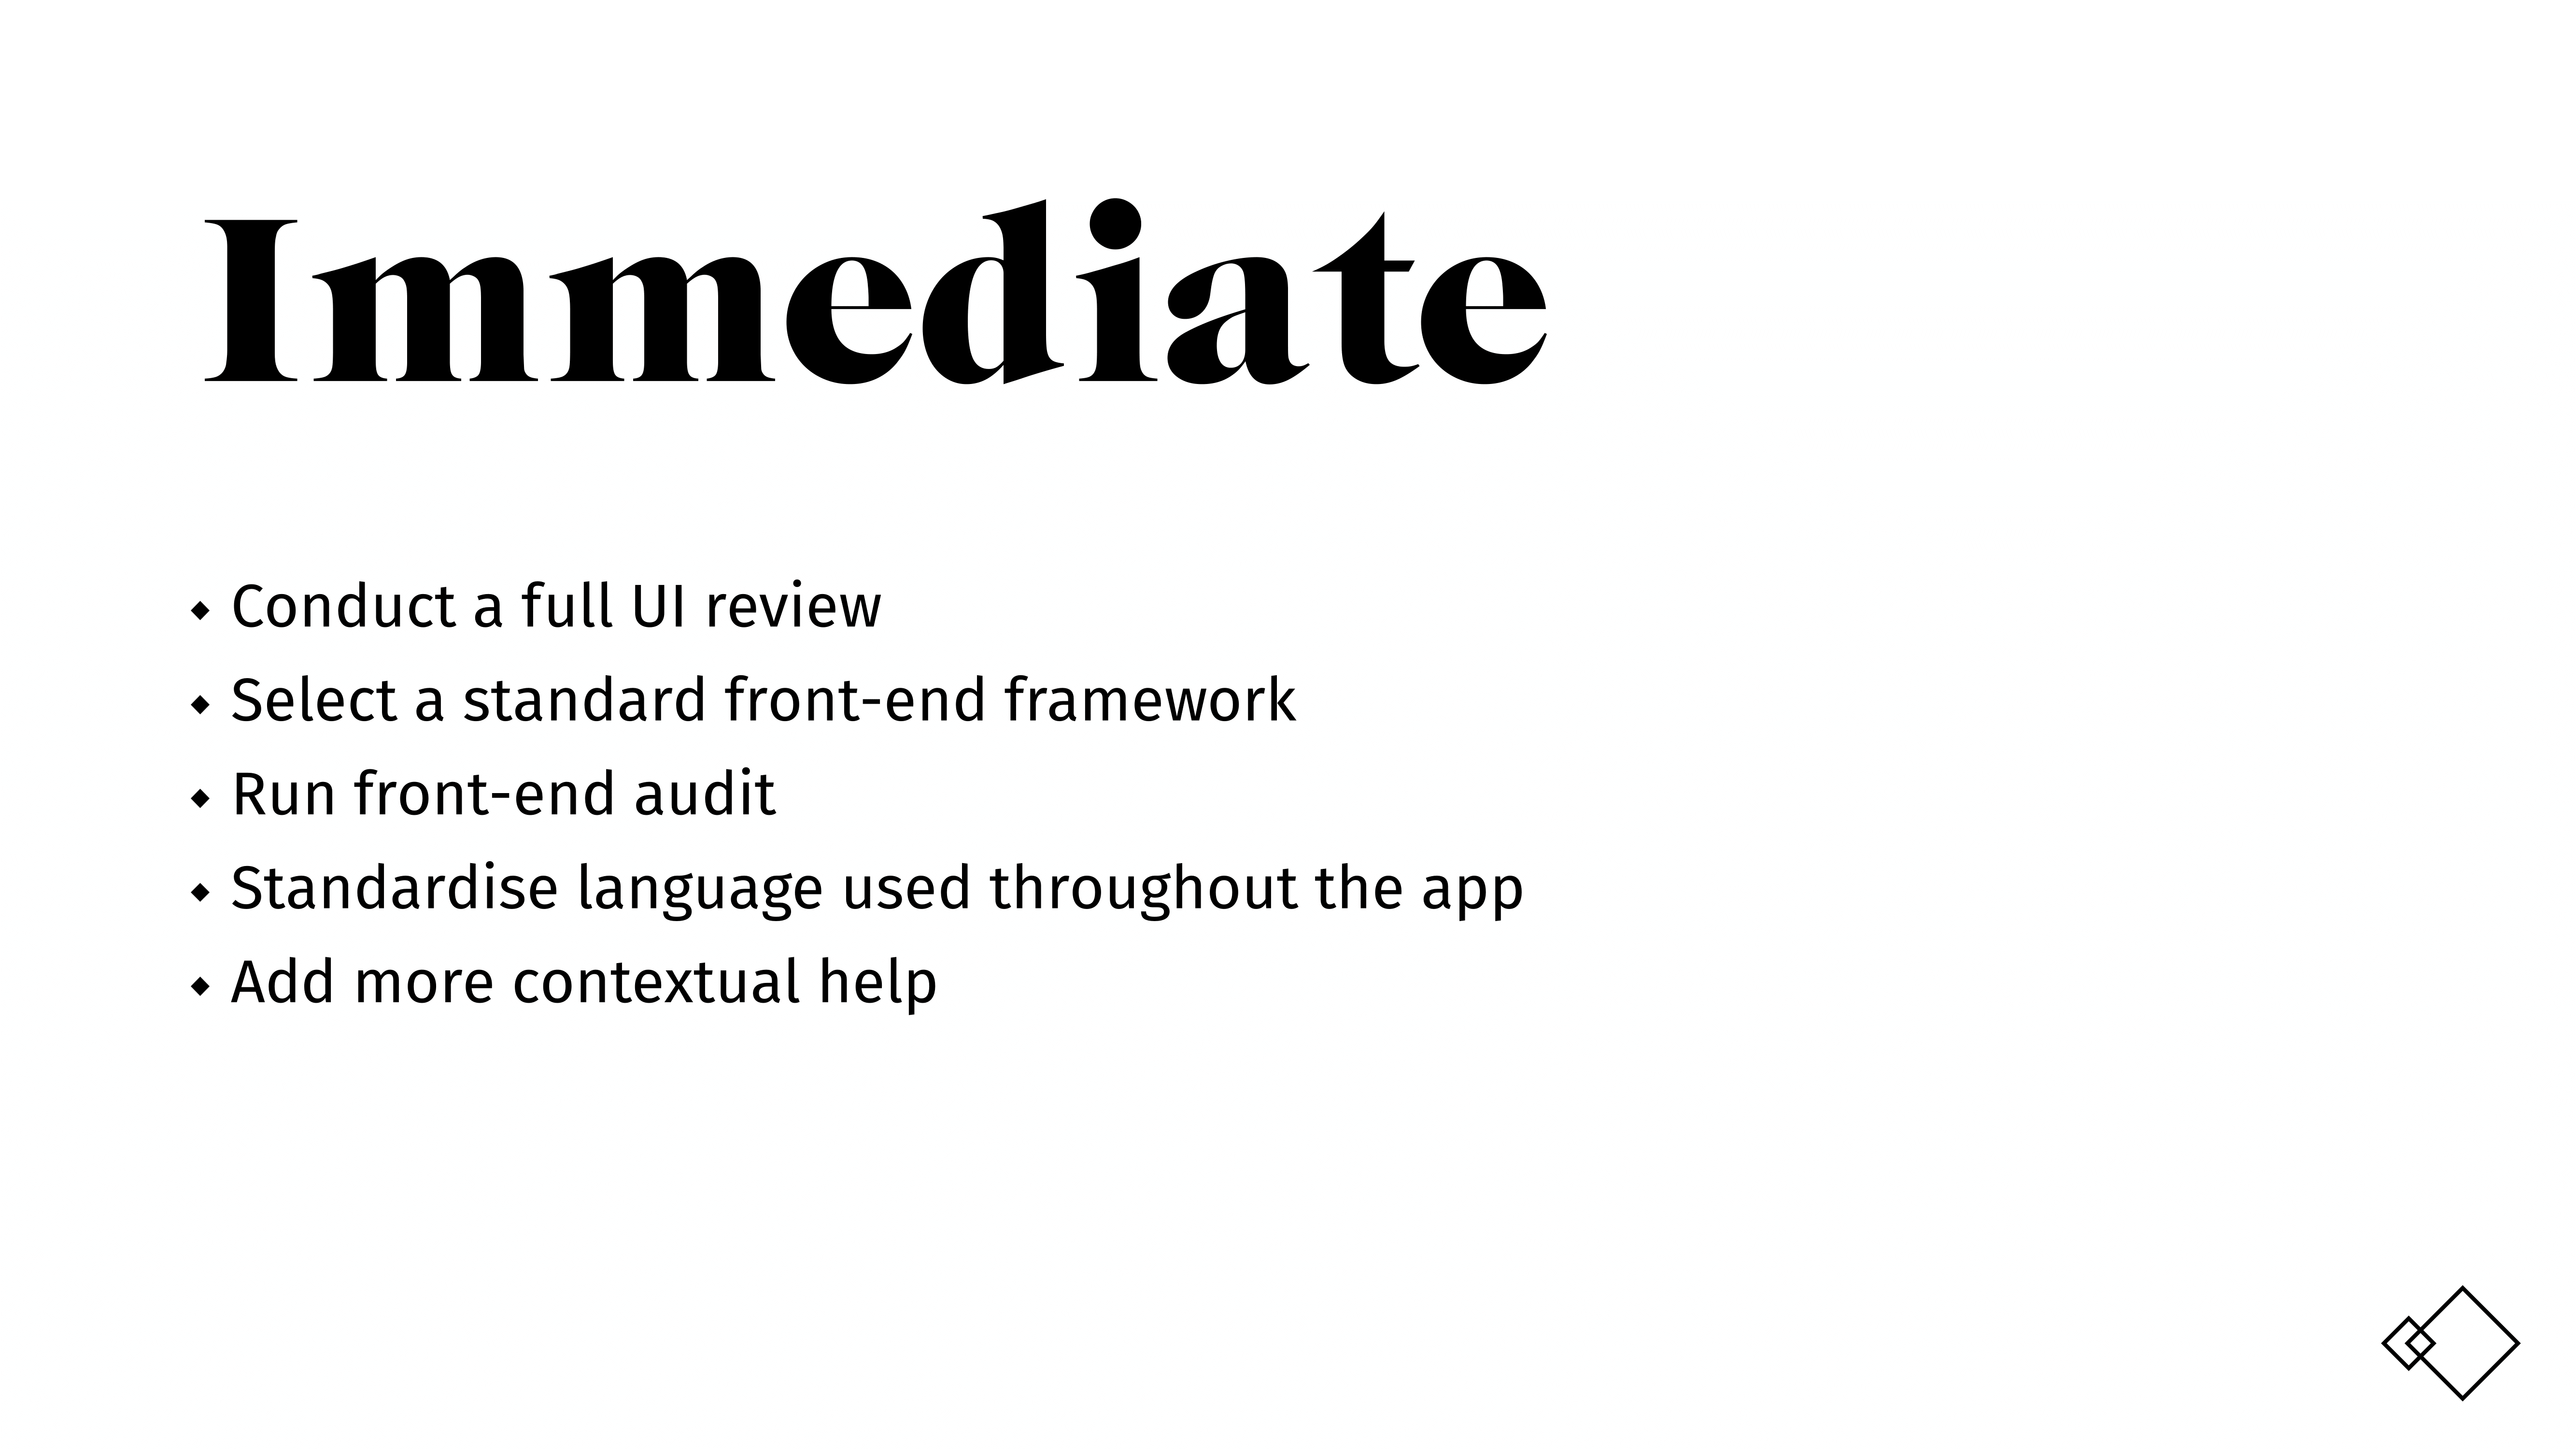 Immediate
Conduct a full UI review
Select a standard front-end framework
Run front-end audit
Standardise language used throughout the app
Add more contextual help